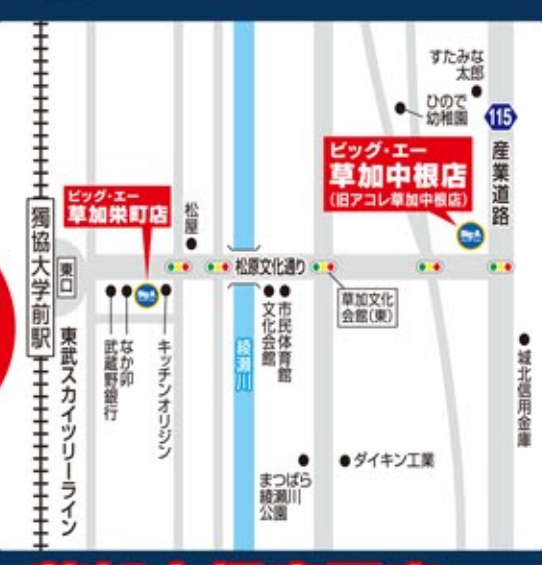 すたみな
太郎
ひので
幼稚園
115
産業道路
ビッグ・エー
草加中根店
(旧アコレ草加中根店)
ビッグ・エー
草加栄町店
松屋
獨協大学前駅
東口
松原文化通り
草加文化
会館(東)
東武スカイツリーライン
武蔵野銀行
なか卯
キッチンオリジン
綾瀬川
文化会館
市民体育館
城北信用金庫
ダイキン工業
まつばら
綾瀬川
公園